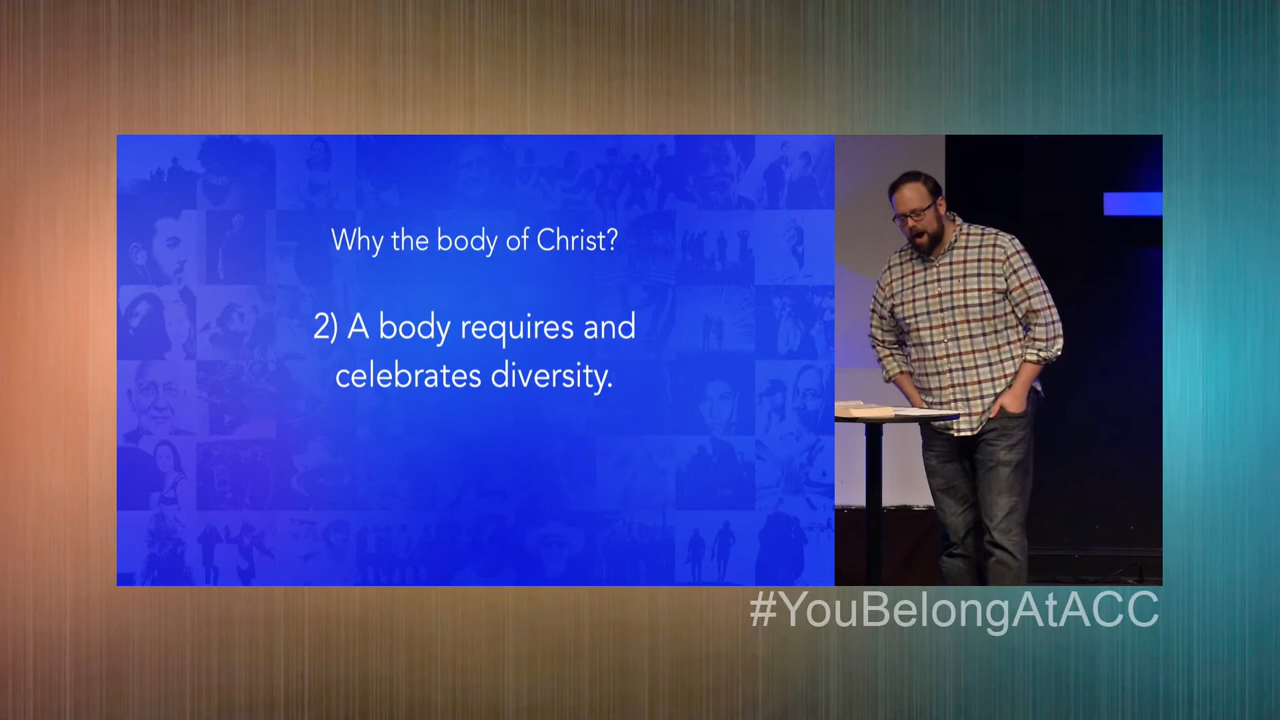 Why the body of Christ?
2) A body requires and
celebrates diversity.
#YouBelongAtACC